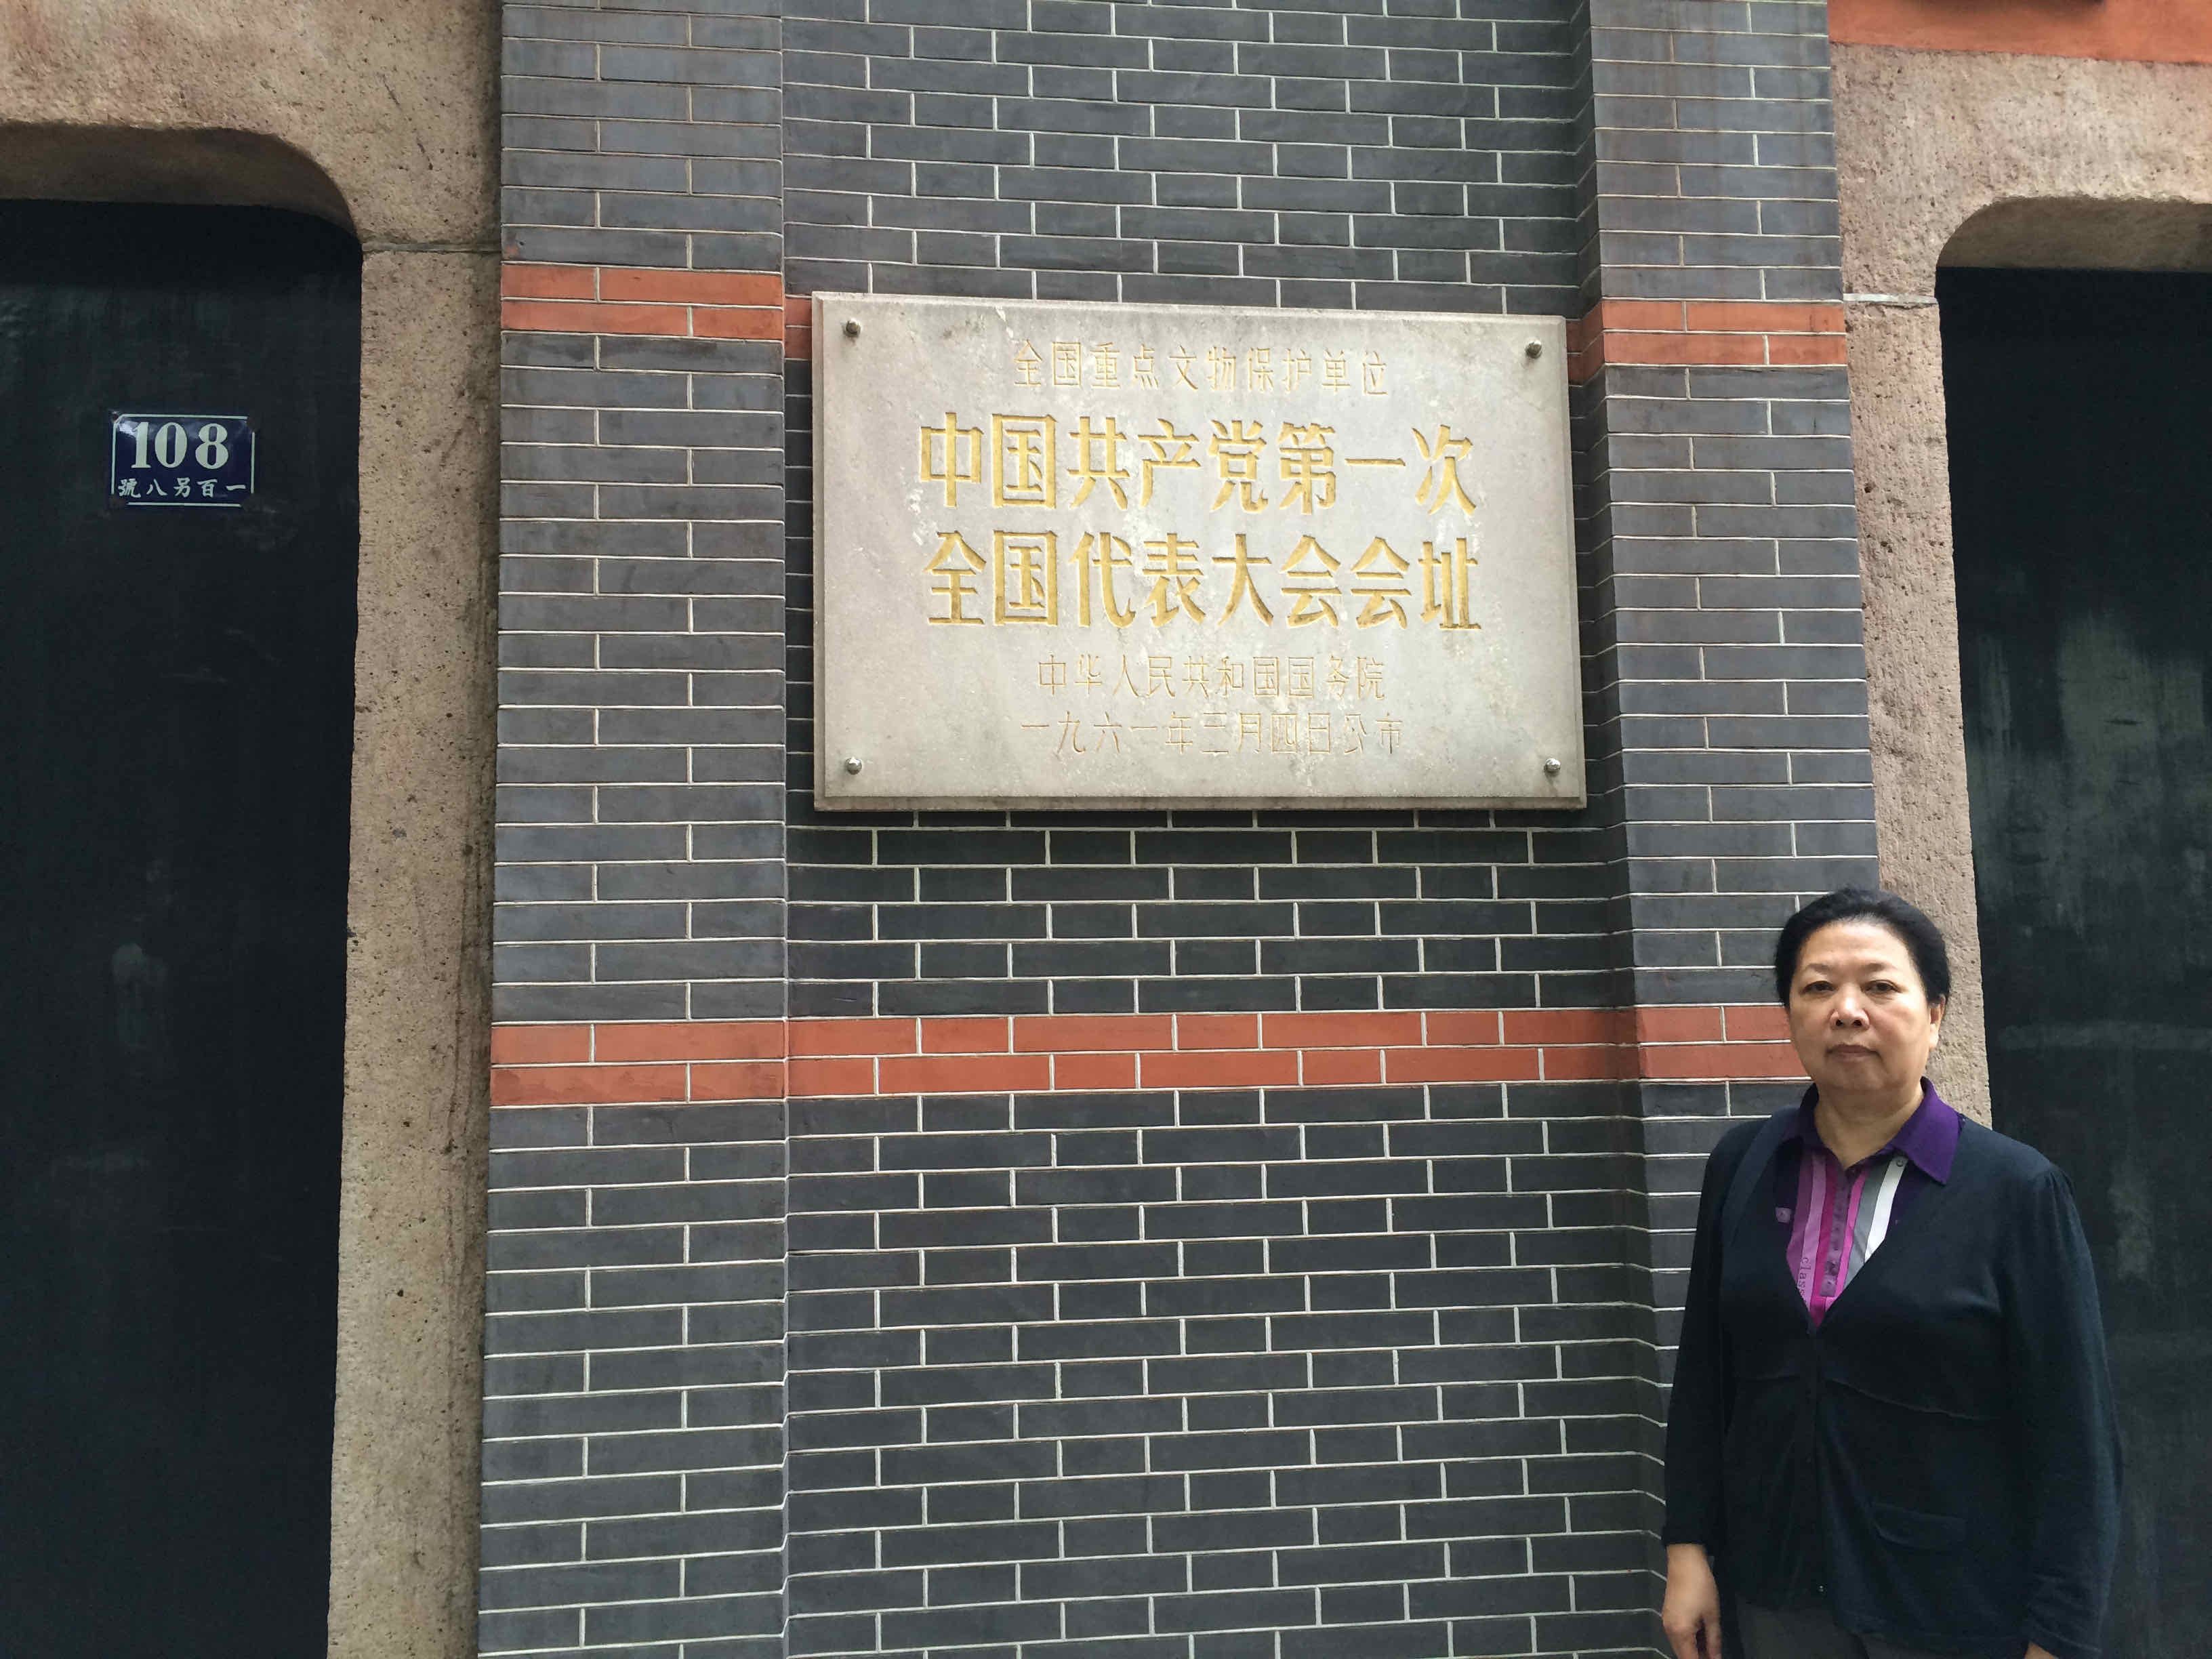 108
號八另百一
全国重点文物保护单位
中国共产党第一次
全国代表大会会址
中华人民共和国国务院
一九六一年三月四日公布